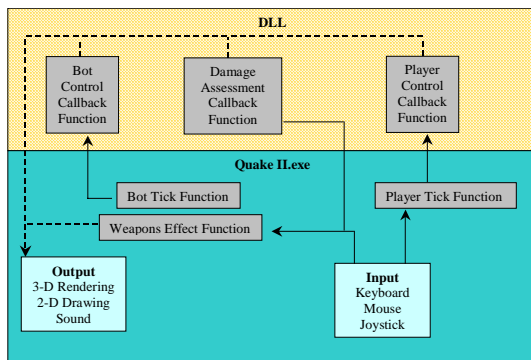 DLL
Bot
Control
Callback
Function
Damage
Assessment
Callback
Function
Player
Control
Callback
Function
Quake II.exe
Bot Tick Function
Player Tick Function
Weapons Effect Function
Output
3-D Rendering
2-D Drawing
Sound
Input
Keyboard
Mouse
Joystick